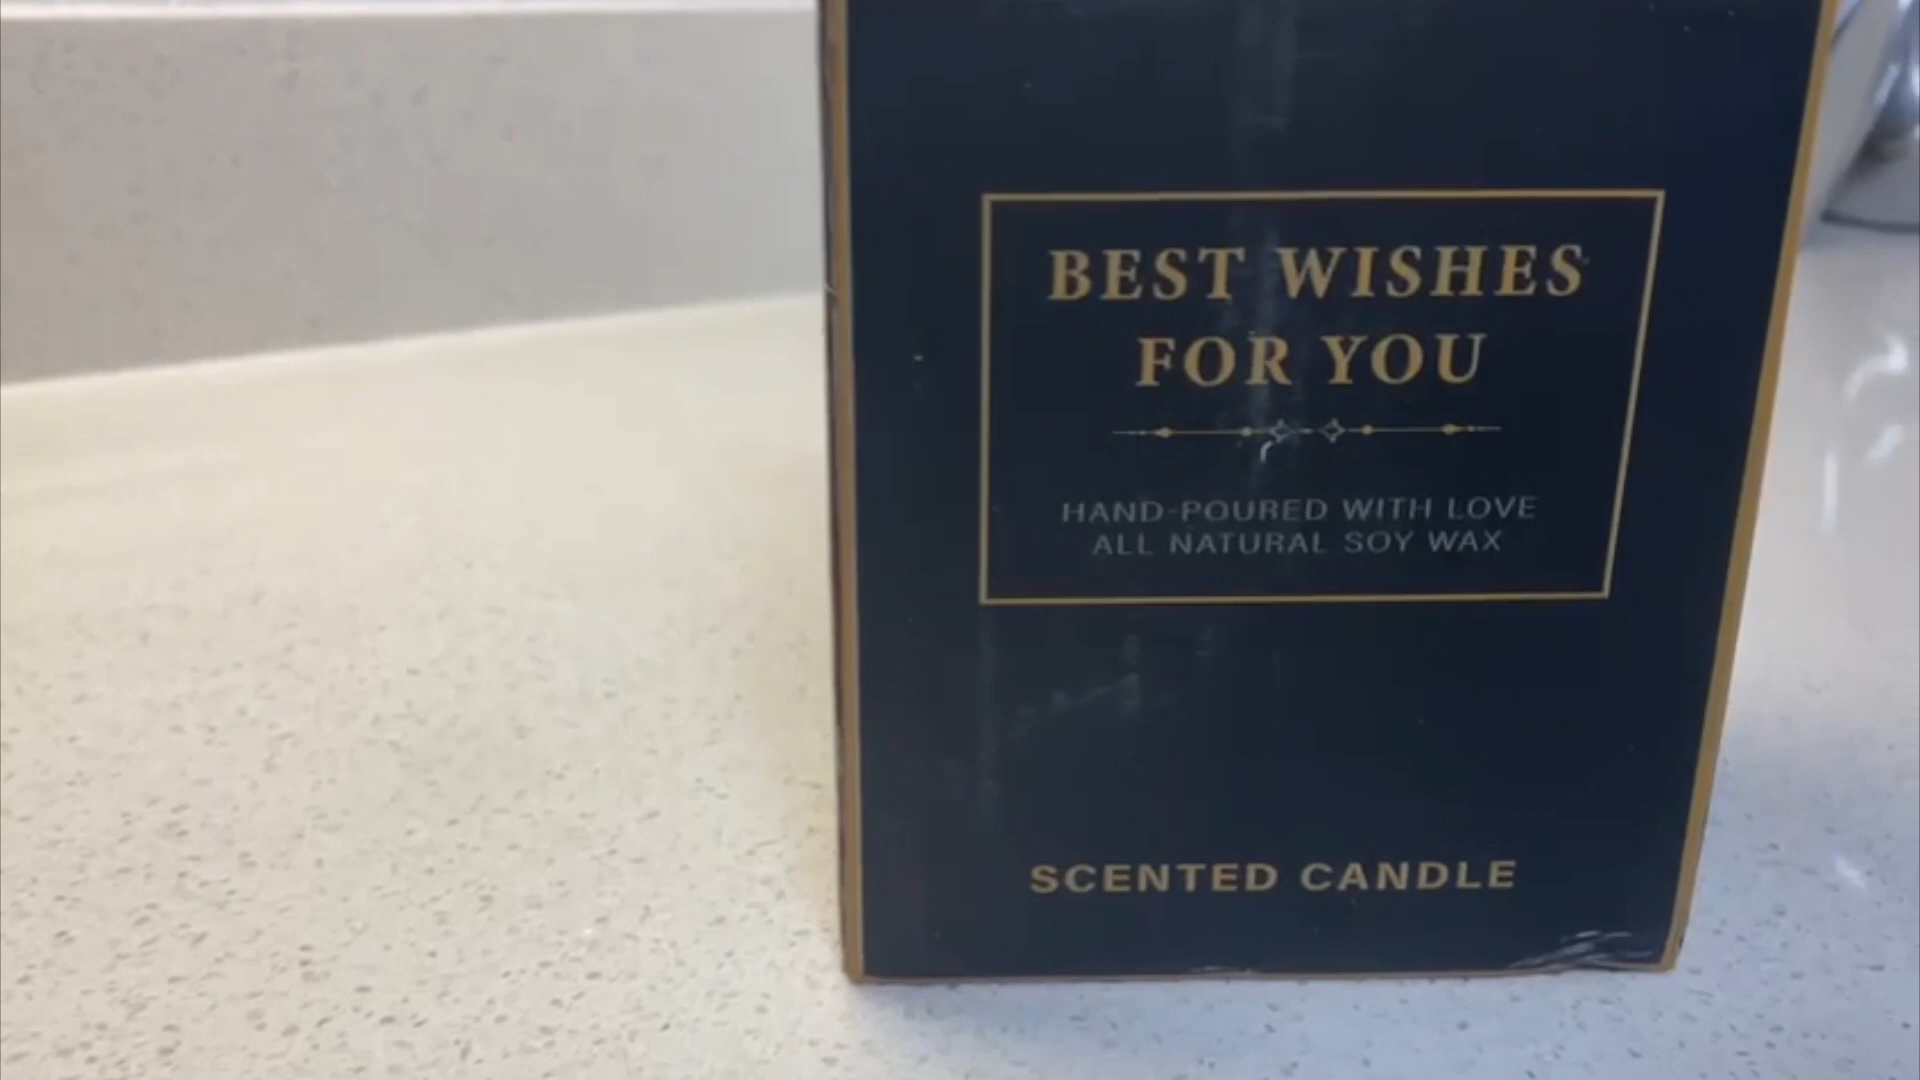 BEST WISHES
FOR YOU
HAND-POURED WITH LOVE
ALL NATURAL SOY WAX
SCENTED CANDLE